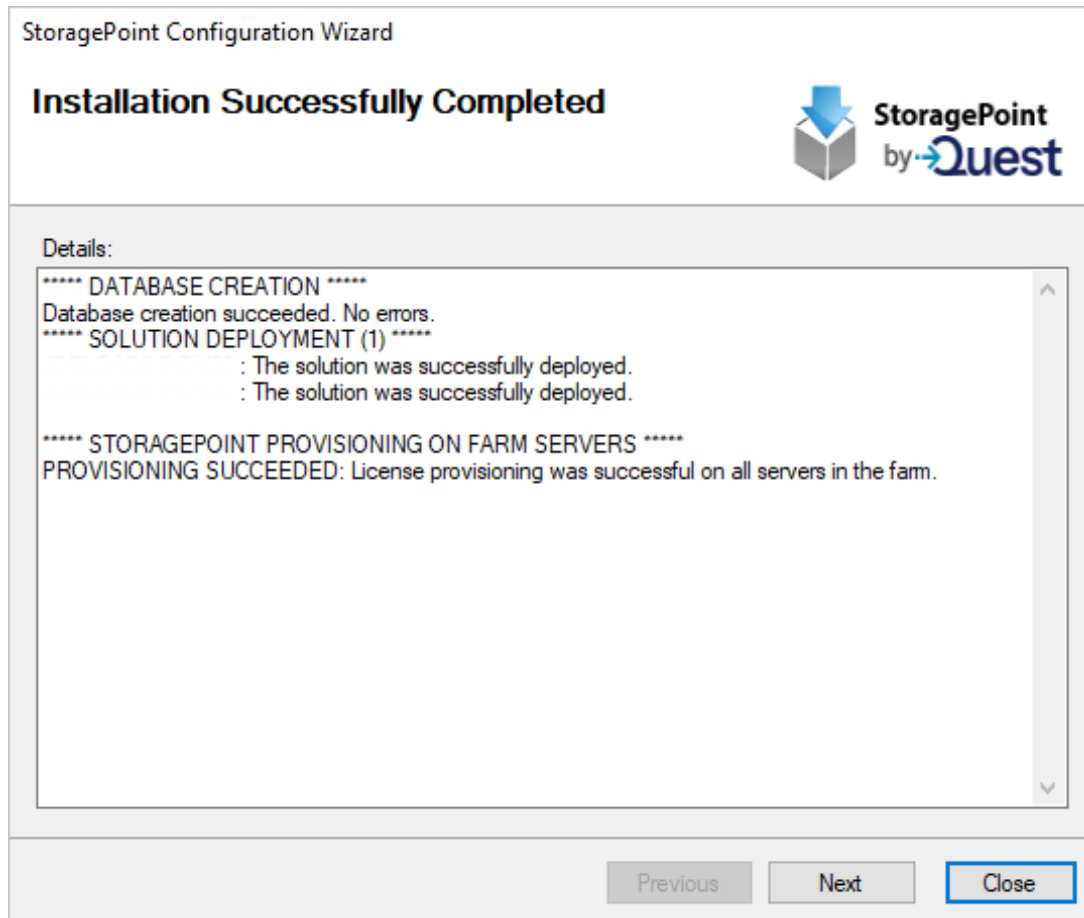 StoragePoint Configuration Wizard
Installation Successfully Completed
StoragePoint
by Quest
Details:
***** DATABASE CREATION *****
Database creation succeeded. No errors.
***** SOLUTION DEPLOYMENT (1) *****
: The solution was successfully deployed.
: The solution was successfully deployed.
***** STORAGEPOINT PROVISIONING ON FARM SERVERS *****
PROVISIONING SUCCEEDED: License provisioning was successful on all servers in the farm.
Previous
Next
Close